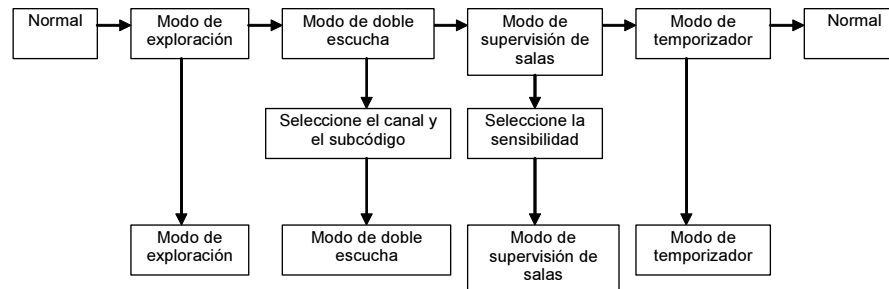 Normal
Modo de
exploración
Modo de doble
escucha
Modo de
supervisión de
salas
Modo de
temporizador
Normal
Seleccione el canal y
el subcódigo
Seleccione la
sensibilidad
Modo de
exploración
Modo de doble
escucha
Modo de
supervisión de
salas
Modo de
temporizador